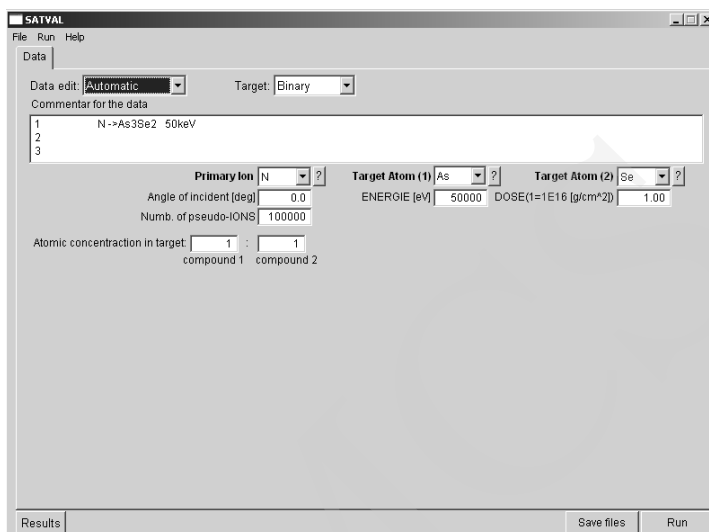 SATVAL
File Run Help
Data
Data edit: Automatic Target: Binary
Commentar for the data
1 N->As3Se2 50keV
2
3
Primary Ion N ? Target Atom (1) As ? Target Atom (2) Se ?
Angle of incident [deg] 0.0 ENERGIE [eV] 50000 DOSE(1=1E16 [g/cm^2]) 1.00
Numb. of pseudo-IONS 100000
Atomic concentraction in target: 1 : 1
compound 1 compound 2
Results Save files Run